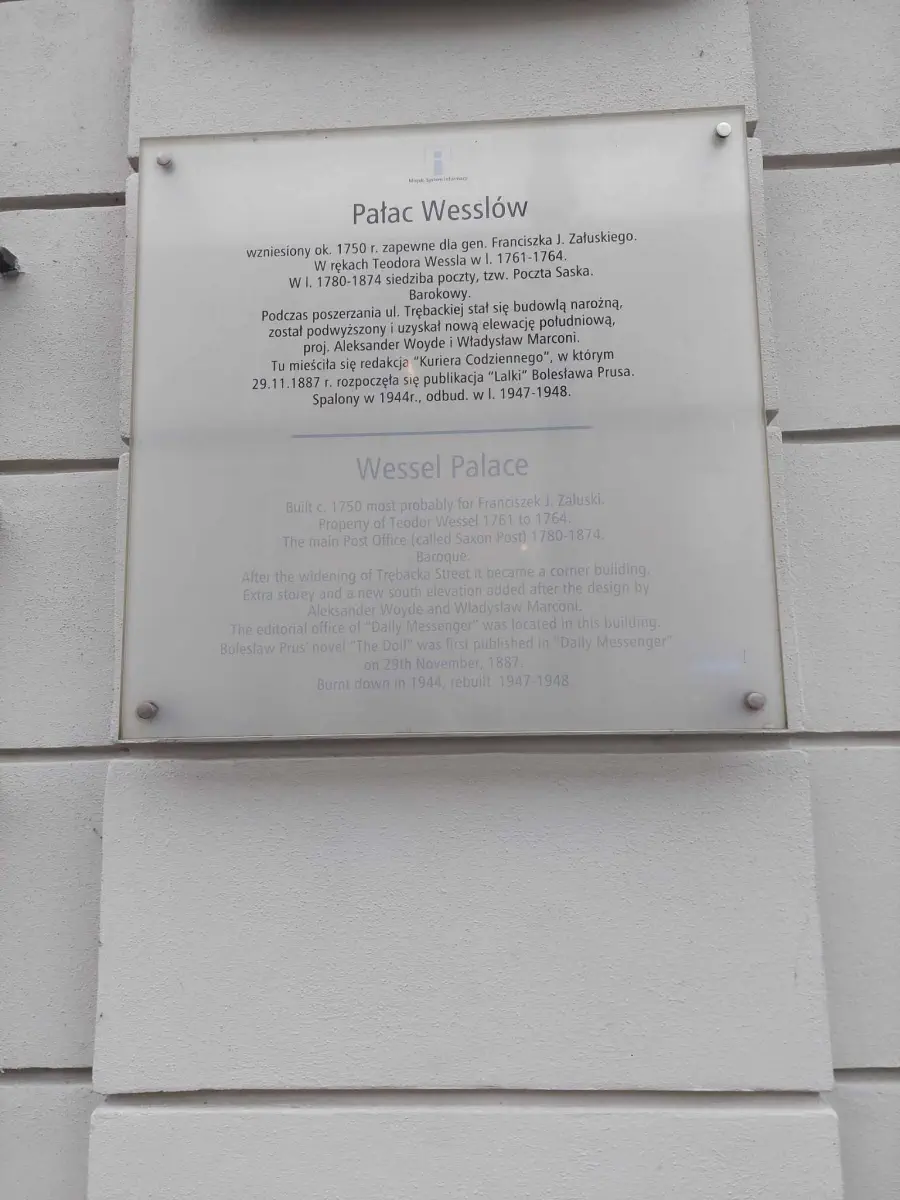 Miejski System Informacji
Pałac Wesslów
wzniesiony ok. 1750 r. zapewne dla gen. Franciszka J. Załuskiego.
W rękach Teodora Wessla w l. 1761-1764.
W l. 1780-1874 siedziba poczty, tzw. Poczta Saska.
Barokowy.
Podczas poszerzania ul. Trębackiej stał się budowlą narożną,
został podwyższony i uzyskał nową elewację południową,
proj. Aleksander Woyde i Władysław Marconi.
Tu mieściła się redakcja "Kuriera Codziennego", w którym
29.11.1887 r. rozpoczęła się publikacja "Lalki" Bolesława Prusa.
Spalony w 1944r., odbud. w l. 1947-1948.
Wessel Palace
Built c. 1750 most probably for Franciszek J. Załuski.
Property of Teodor Wessel 1761 to 1764.
The main Post Office (called Saxon Post) 1780-1874.
Baroque.
After the widening of Trębacka Street it became a corner building.
Extra storey and a new south elevation added after the design by
Aleksander Woyde and Władysław Marconi.
The editorial office of "Daily Messenger" was located in this building.
Bolesław Prus' novel "The Doll" was first published in "Daily Messenger"
on 29th November, 1887.
Burnt down in 1944, rebuilt 1947-1948